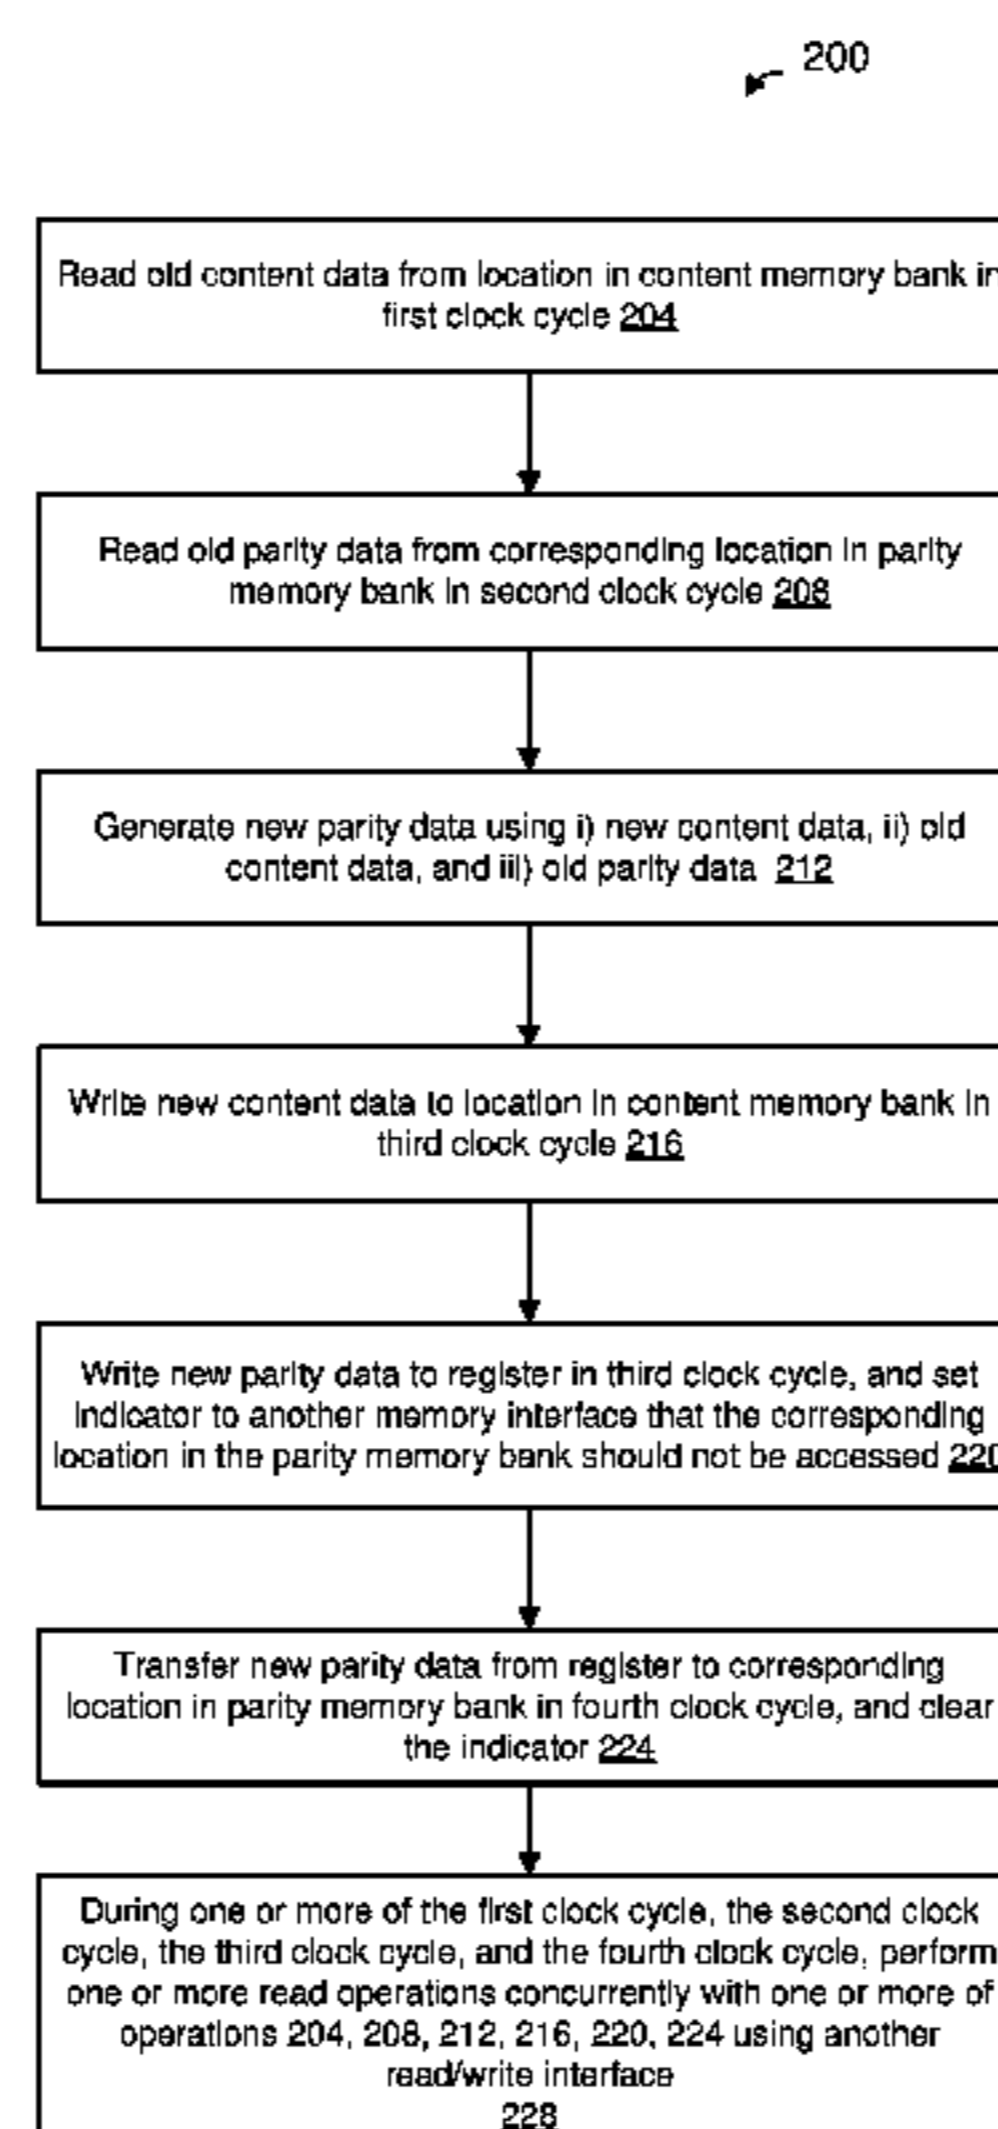 200
Read old content data from location in content memory bank in
first clock cycle 204
Read old parity data from corresponding location in parity
memory bank in second clock cycle 208
Generate new parity data using i) new content data, ii) old
content data, and iii) old parity data 212
Write new content data to location in content memory bank in
third clock cycle 216
Write new parity data to register in third clock cycle, and set
indicator to another memory interface that the corresponding
location in the parity memory bank should not be accessed 220
Transfer new parity data from register to corresponding
location in parity memory bank in fourth clock cycle, and clear
the indicator 224
During one or more of the first clock cycle, the second clock
cycle, the third clock cycle, and the fourth clock cycle, perform
one or more read operations concurrently with one or more of
operations 204, 208, 212, 216, 220, 224 using another
read/write interface
228